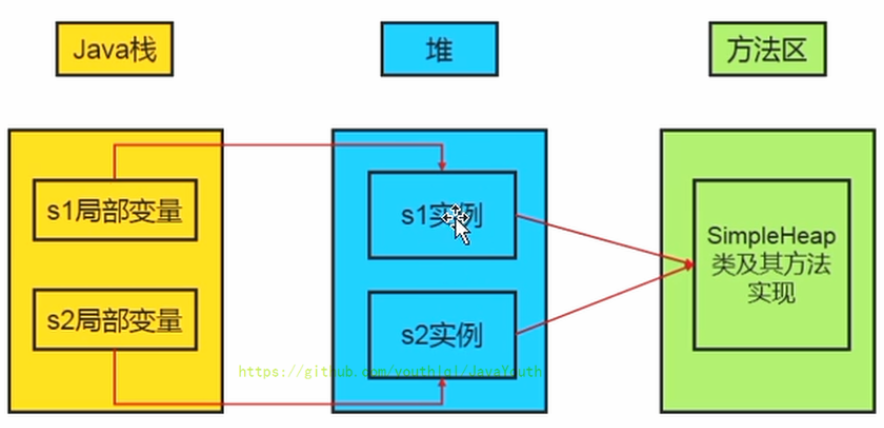 Java栈
堆
方法区
s1局部变量
s2局部变量
s1实例
s2实例
SimpleHeap
类及其方法
实现
https://github.com/youthlql/JavaYouth